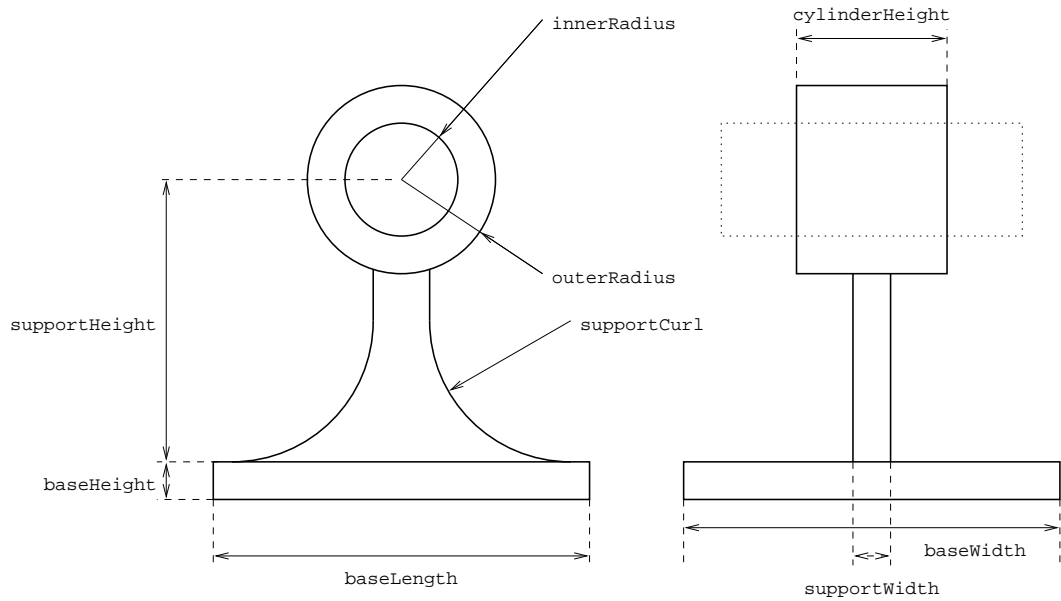 cylinderHeight
innerRadius
outerRadius
supportHeight
supportCurl
baseHeight
baseWidth
baseLength
supportWidth